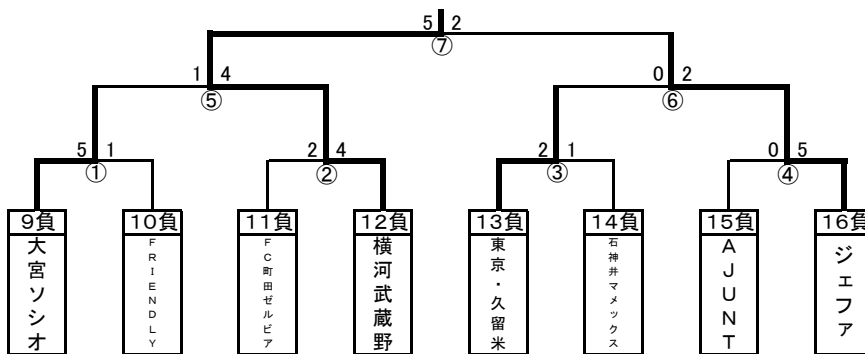 5 2
⑦
1 4
⑤
0 2
⑥
5 1
①
2 4
②
2 1
③
0 5
④
9負
大宮ソシオ
10負
FRIENDLY
11負
FC町田ゼルビア
12負
横河武蔵野
13負
東京・久留米
14負
石神井マメックス
15負
AJUNT
16負
ジェファ